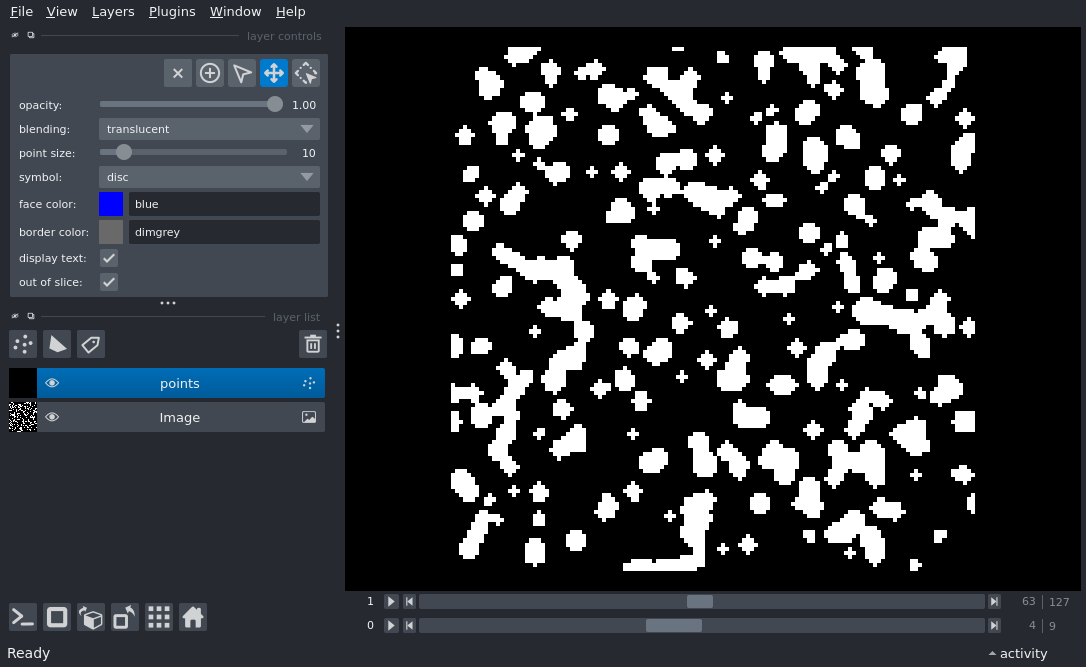 File View Layers Plugins Window Help
layer controls
opacity: 1.00
blending: translucent
point size: 10
symbol: disc
face color: blue
border color: dimgrey
display text:
out of slice:
layer list
points
Image
1 63 127
0 4 9
Ready activity